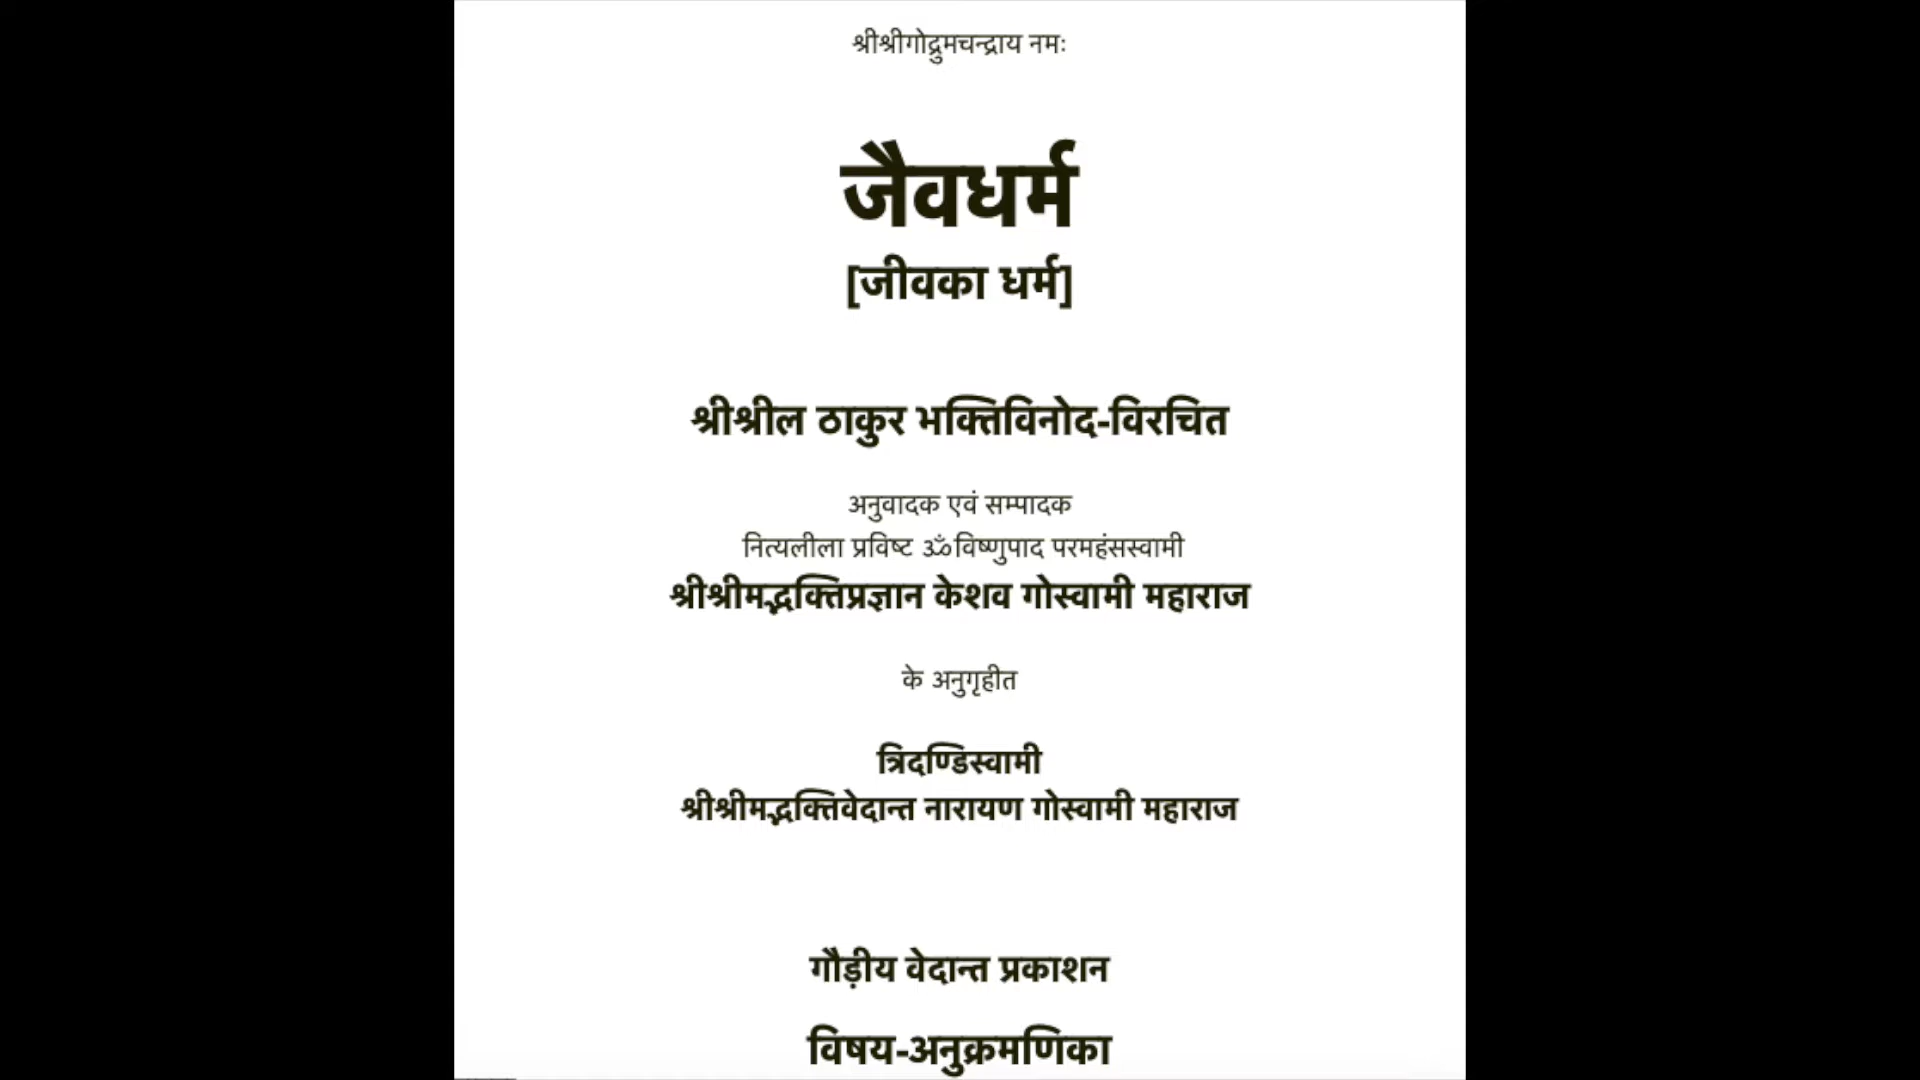 श्रीश्रीगोद्रुमचन्द्राय नमः
जैवधर्म
[जीवका धर्म]
श्रीश्रील ठाकुर भक्तिविनोद-विरचित
अनुवादक एवं सम्पादक
नित्यलीला प्रविष्ट ॐविष्णुपाद परमहंसस्वामी
श्रीश्रीमद्भक्तिप्रज्ञान केशव गोस्वामी महाराज
के अनुगृहीत
त्रिदण्डिस्वामी
श्रीश्रीमद्भक्तिवेदान्त नारायण गोस्वामी महाराज
गौड़ीय वेदान्त प्रकाशन
विषय-अनुक्रमणिका